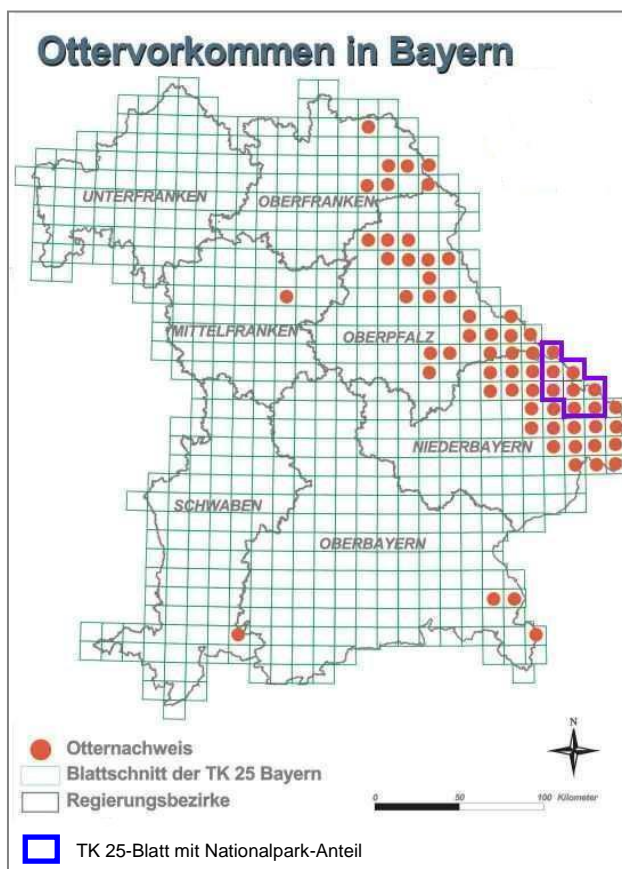 Ottervorkommen in Bayern
UNTERFRANKEN
OBERFRANKEN
MITTELFRANKEN
OBERPFALZ
NIEDERBAYERN
SCHWABEN
OBERBAYERN
Otternachweis
Blattschnitt der TK 25 Bayern
Regierungsbezirke
N
0 50 100 Kilometer
TK 25-Blatt mit Nationalpark-Anteil